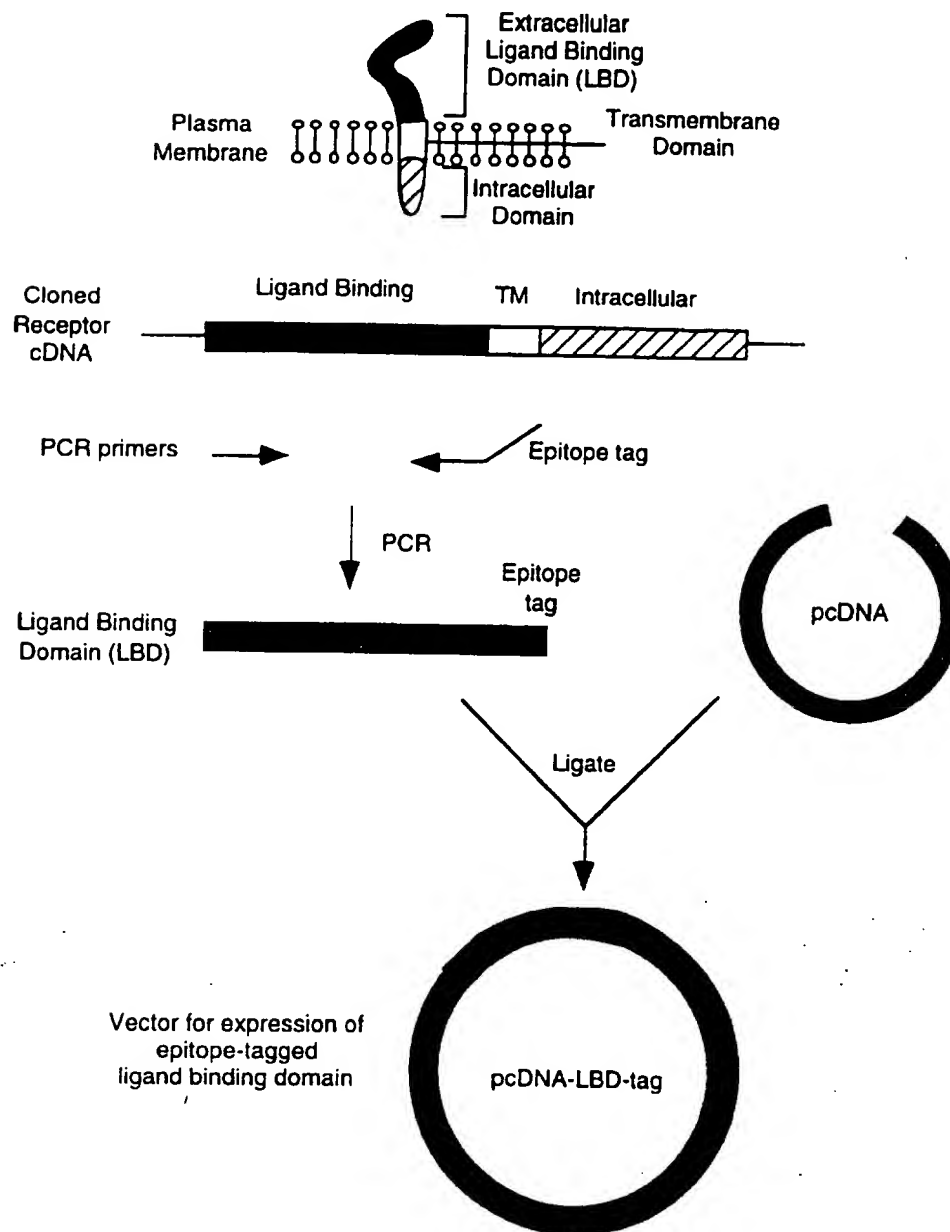 Extracellular
Ligand Binding
Domain (LBD)
Plasma
Membrane
Transmembrane
Domain
Intracellular
Domain
Cloned
Receptor
cDNA
Ligand Binding
TM
Intracellular
PCR primers
Epitope tag
PCR
Epitope
tag
Ligand Binding
Domain (LBD)
pcDNA
Ligate
Vector for expression of
epitope-tagged
ligand binding domain
pcDNA-LBD-tag